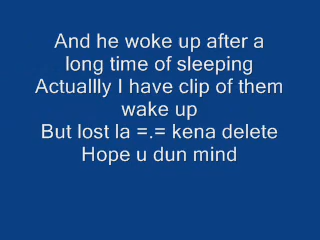 And he woke up after a
long time of sleeping
Actuallly I have clip of them
wake up
But lost la =.= kena delete
Hope u dun mind